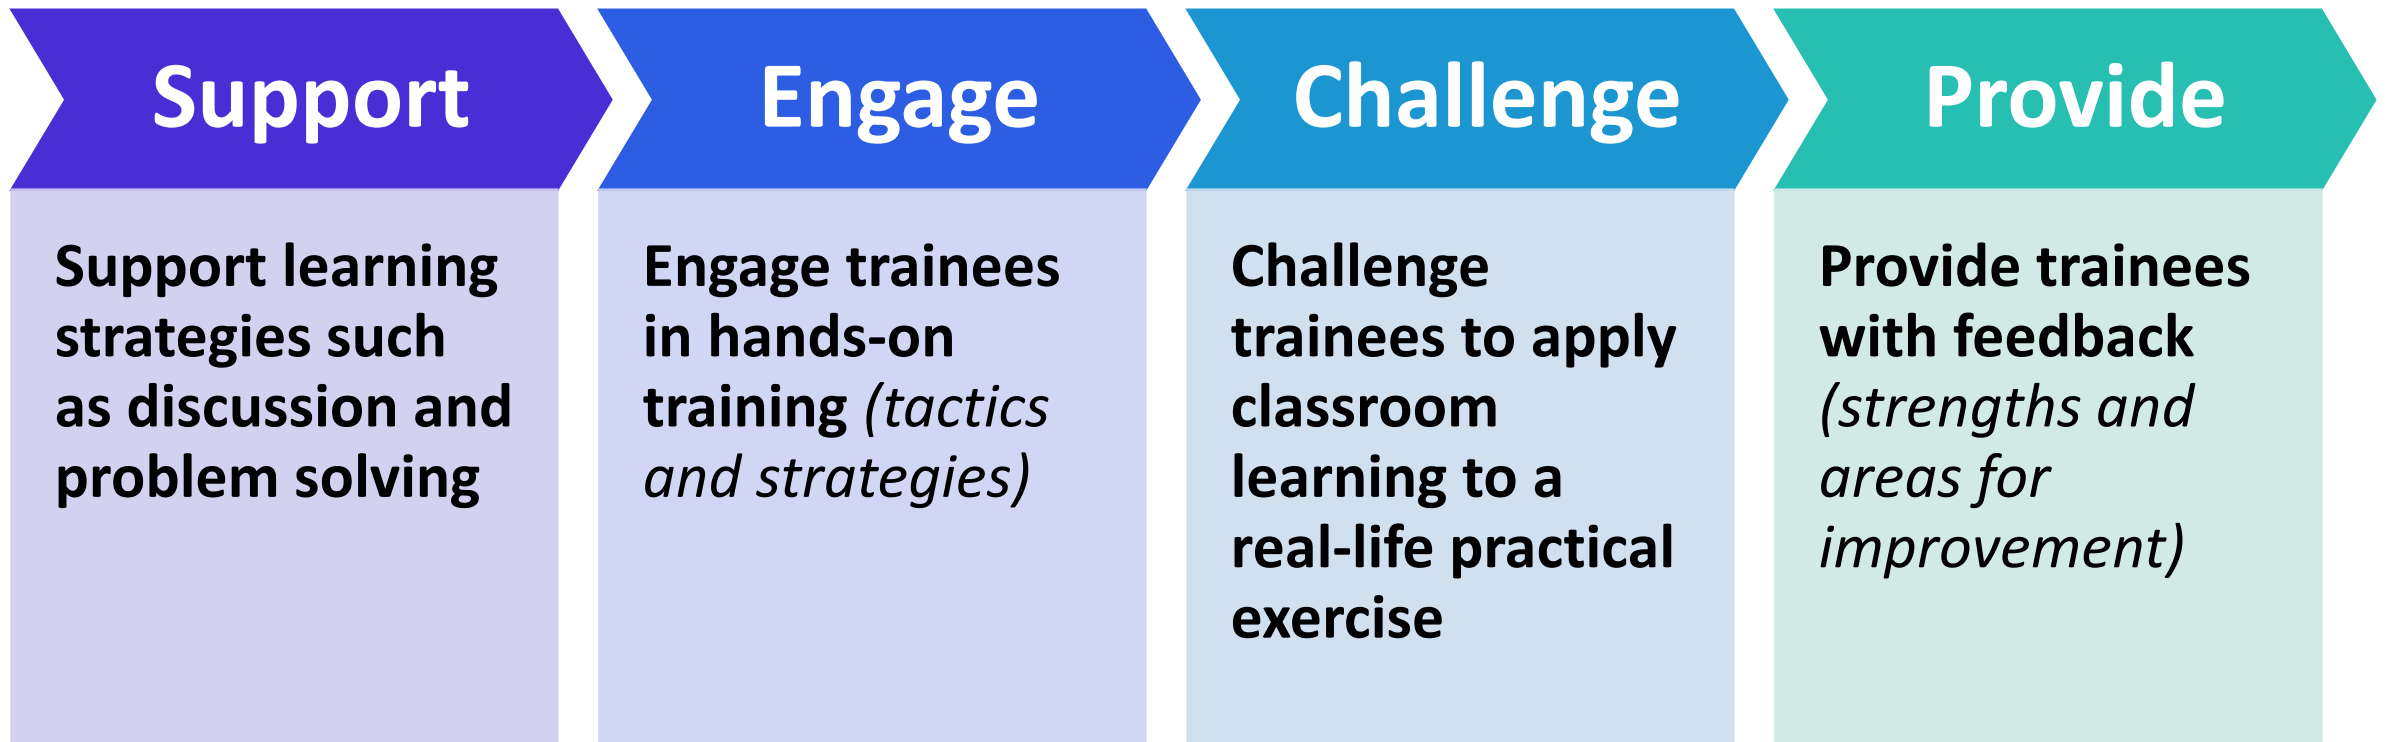 Support
Support learning
strategies such
as discussion and
problem solving
Engage
Engage trainees
in hands-on
training (tactics
and strategies)
Challenge
Challenge
trainees to apply
classroom
learning to a
real-life practical
exercise
Provide
Provide trainees
with feedback
(strengths and
areas for
improvement)